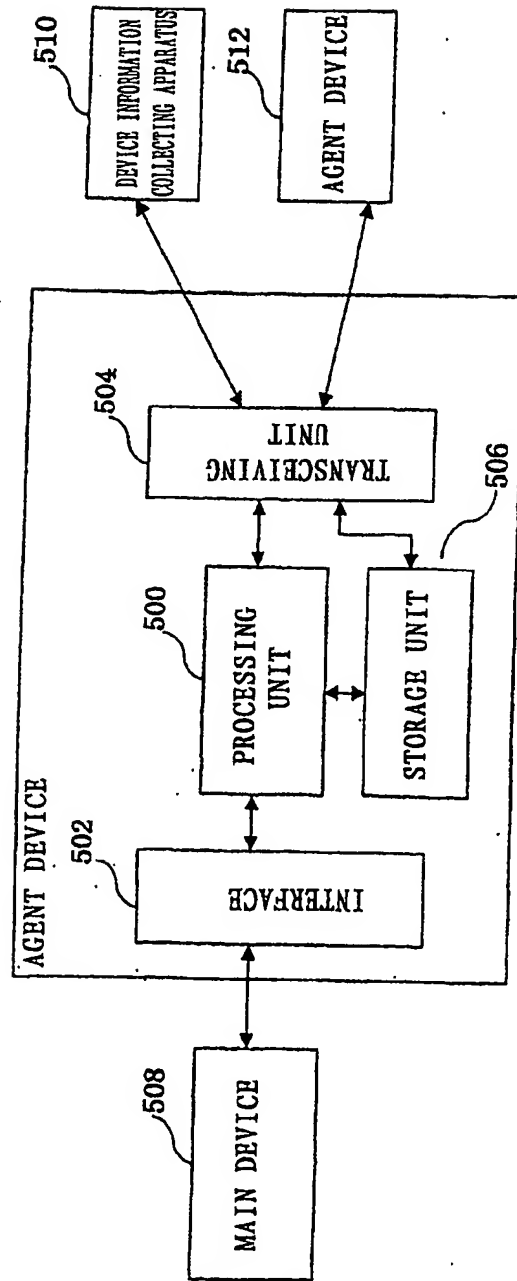 AGENT DEVICE
508
MAIN DEVICE
502
INTERFACE
500
PROCESSING
UNIT
504
TRANSCEIVING
UNIT
STORAGE UNIT
506
510
DEVICE INFORMATION
COLLECTING APPARATUS
512
AGENT DEVICE